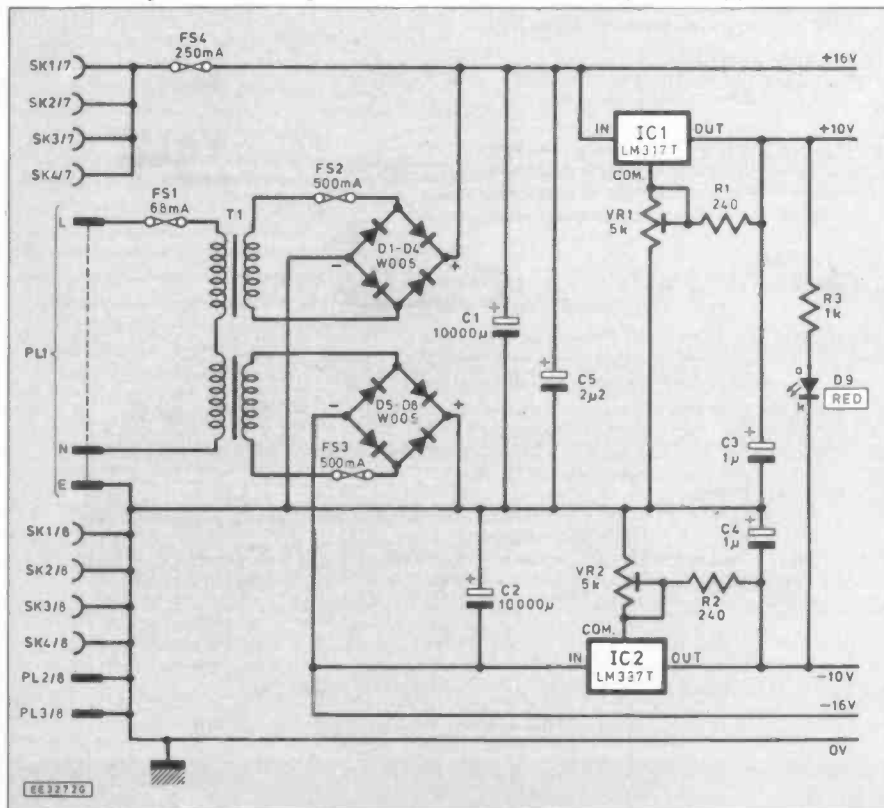 FS4
250mA
SK1/7
SK2/7
SK3/7
SK4/7
+16V
IN
IC1
LM317T
OUT
+10V
COM.
VR1
5k
R1
240
FS1
68mA
L
T1
FS2
500mA
D1-D4
W005
+
R3
1k
PL1
+
C1
10000µ
+
C5
2µ2
a
D9
RED
k
-
D5-D8
W005
+
FS3
500mA
+
C3
1µ
N
E
SK1/8
SK2/8
SK3/8
SK4/8
PL2/8
PL3/8
+
C4
1µ
VR2
5k
R2
240
+
C2
10000µ
COM.
IN
IC2
LM337T
OUT
-10V
-16V
0V
EE3272G